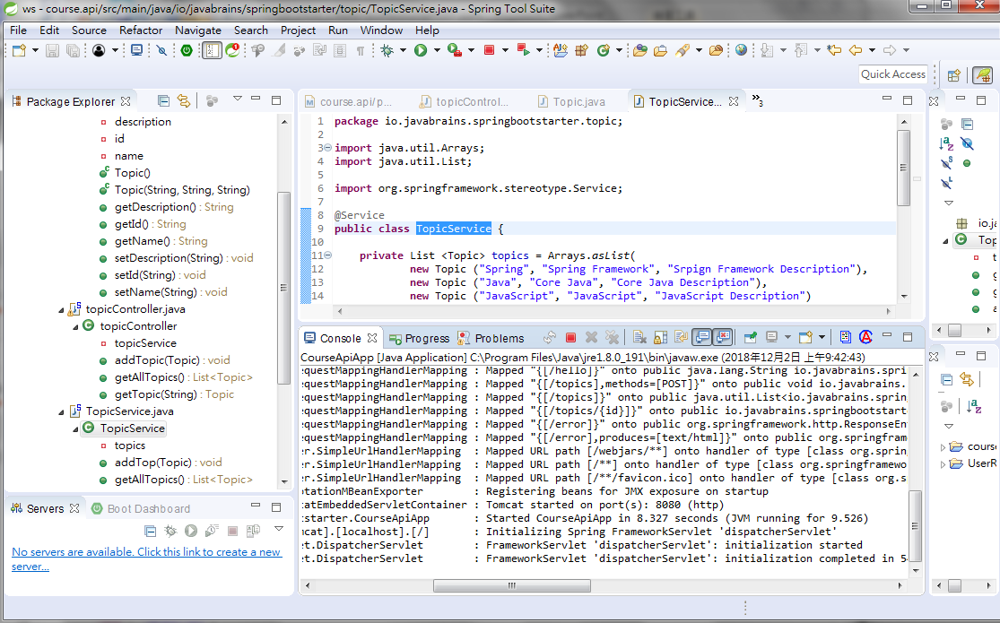 ws - course.api/src/main/java/io/javabrains/springbootstarter/topic/TopicService.java - Spring Tool Suite
File Edit Source Refactor Navigate Search Project Run Window Help
Quick Access
Package Explorer
description
id
name
Topic()
Topic(String, String, String)
getDescription() : String
getId() : String
getName() : String
setDescription(String) : void
setId(String) : void
setName(String) : void
topicController.java
topicController
topicService
addTopic(Topic) : void
getAllTopics() : List<Topic>
getTopic(String) : Topic
TopicService.java
TopicService
topics
addTop(Topic) : void
getAllTopics() : List<Topic>
Servers Boot Dashboard
No servers are available. Click this link to create a new
server...
course.api/p... topicControl... Topic.java TopicService... »3
1 package io.javabrains.springbootstarter.topic;
2
3 import java.util.Arrays;
4 import java.util.List;
5
6 import org.springframework.stereotype.Service;
7
8 @Service
9 public class TopicService {
10
11 private List <Topic> topics = Arrays.asList(
12 new Topic ("Spring", "Spring Framework", "Srpign Framework Description"),
13 new Topic ("Java", "Core Java", "Core Java Description"),
14 new Topic ("JavaScript", "JavaScript", "JavaScript Description")
Console Progress Problems
CourseApiApp [Java Application] C:\Program Files\Java\jre1.8.0_191\bin\javaw.exe (2018年12月2日 上午9:42:43)
equestMappingHandlerMapping : Mapped "{[/hello]}" onto public java.lang.String io.javabrains.spri
equestMappingHandlerMapping : Mapped "{[/topics],methods=[POST]}" onto public void io.javabrains.
equestMappingHandlerMapping : Mapped "{[/topics]}" onto public java.util.List<io.javabrains.spring
equestMappingHandlerMapping : Mapped "{[/topics/{id}]}" onto public io.javabrains.springbootstart
equestMappingHandlerMapping : Mapped "{[/error]}" onto public org.springframework.http.ResponseEn
equestMappingHandlerMapping : Mapped "{[/error],produces=[text/html]}" onto public org.springfram
er.SimpleUrlHandlerMapping : Mapped URL path [/webjars/**] onto handler of type [class org.spring
er.SimpleUrlHandlerMapping : Mapped URL path [/**] onto handler of type [class org.springframewo
er.SimpleUrlHandlerMapping : Mapped URL path [/**/favicon.ico] onto handler of type [class org.s
otationMBeanExporter : Registering beans for JMX exposure on startup
catEmbeddedServletContainer : Tomcat started on port(s): 8080 (http)
tstarter.CourseApiApp : Started CourseApiApp in 8.327 seconds (JVM running for 9.526)
mcat].[localhost].[/] : Initializing Spring FrameworkServlet 'dispatcherServlet'
et.DispatcherServlet : FrameworkServlet 'dispatcherServlet': initialization started
et.DispatcherServlet : FrameworkServlet 'dispatcherServlet': initialization completed in 5
io.ja
Top
t
g
g
a
course
UserR